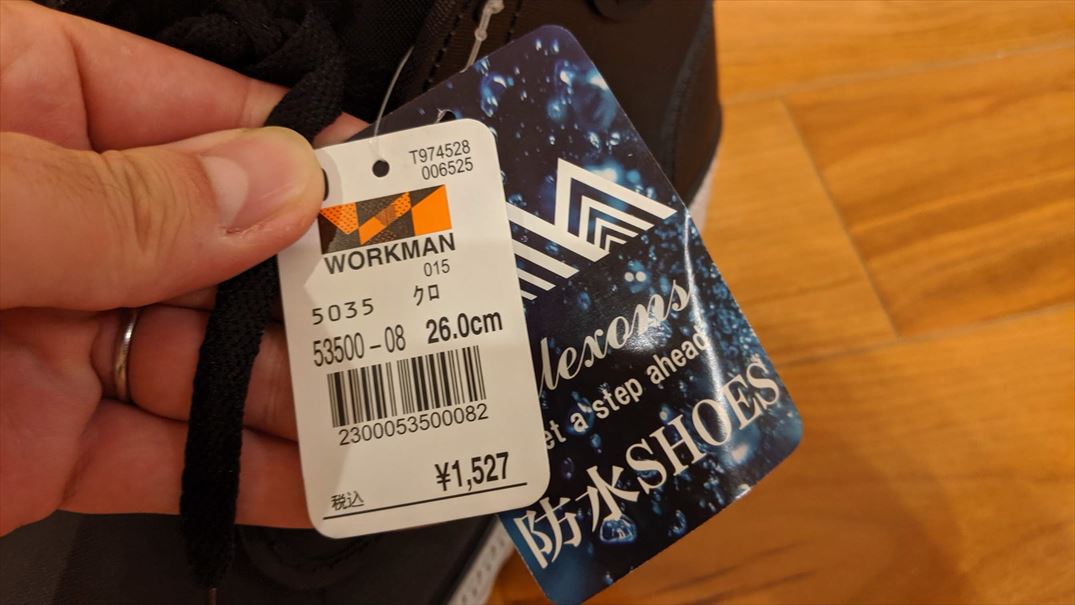 T974528
006525
WORKMAN
015
5035 クロ
53500-08 26.0cm
2300053500082
¥1,527
税込
lexons
et a step ahead
防水SHOES